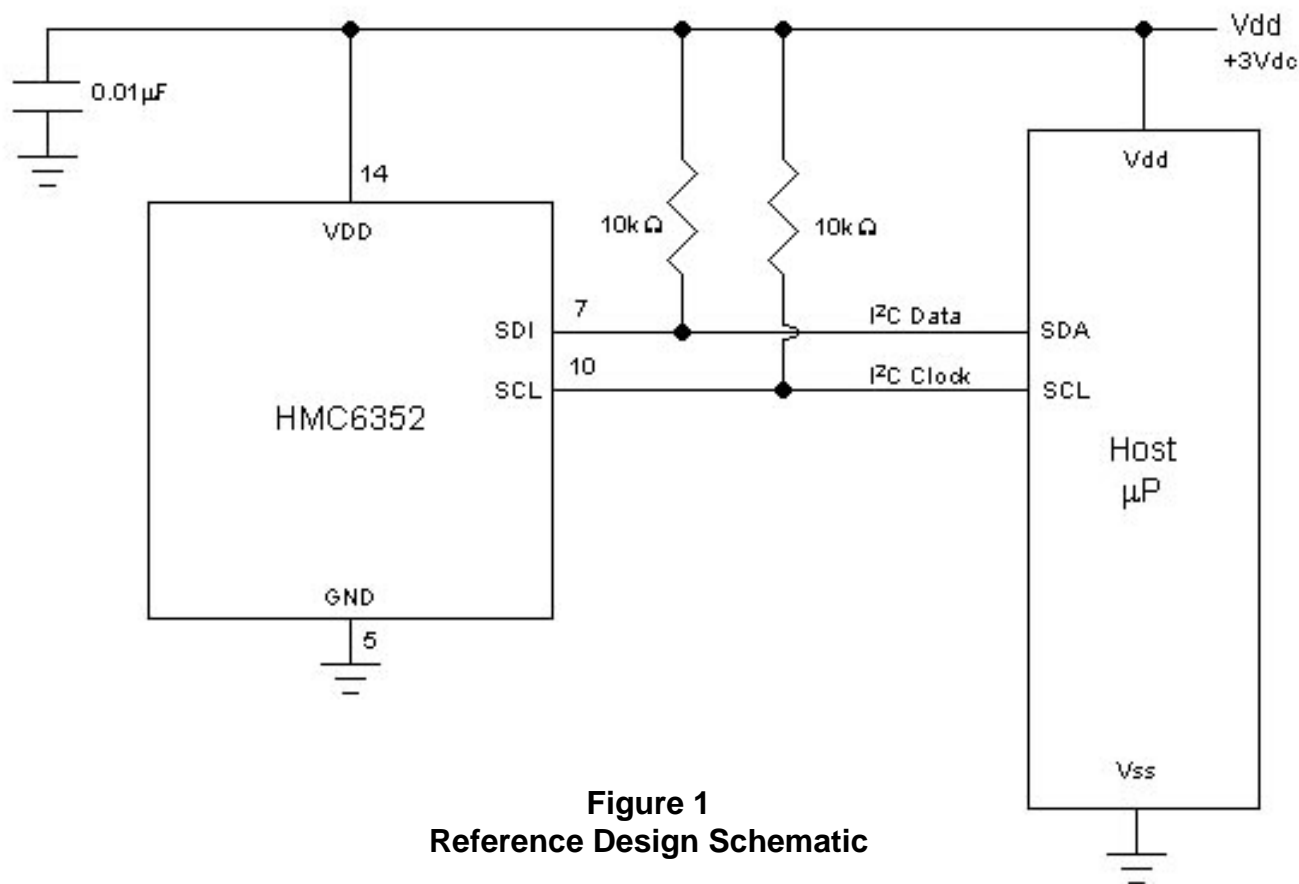 Vdd
+3Vdc
0.01µF
14
VDD
10kΩ
10kΩ
Vdd
7
SDI
I²C Data
SDA
10
SCL
I²C Clock
SCL
HMC6352
Host
µP
GND
5
Vss
Figure 1
Reference Design Schematic